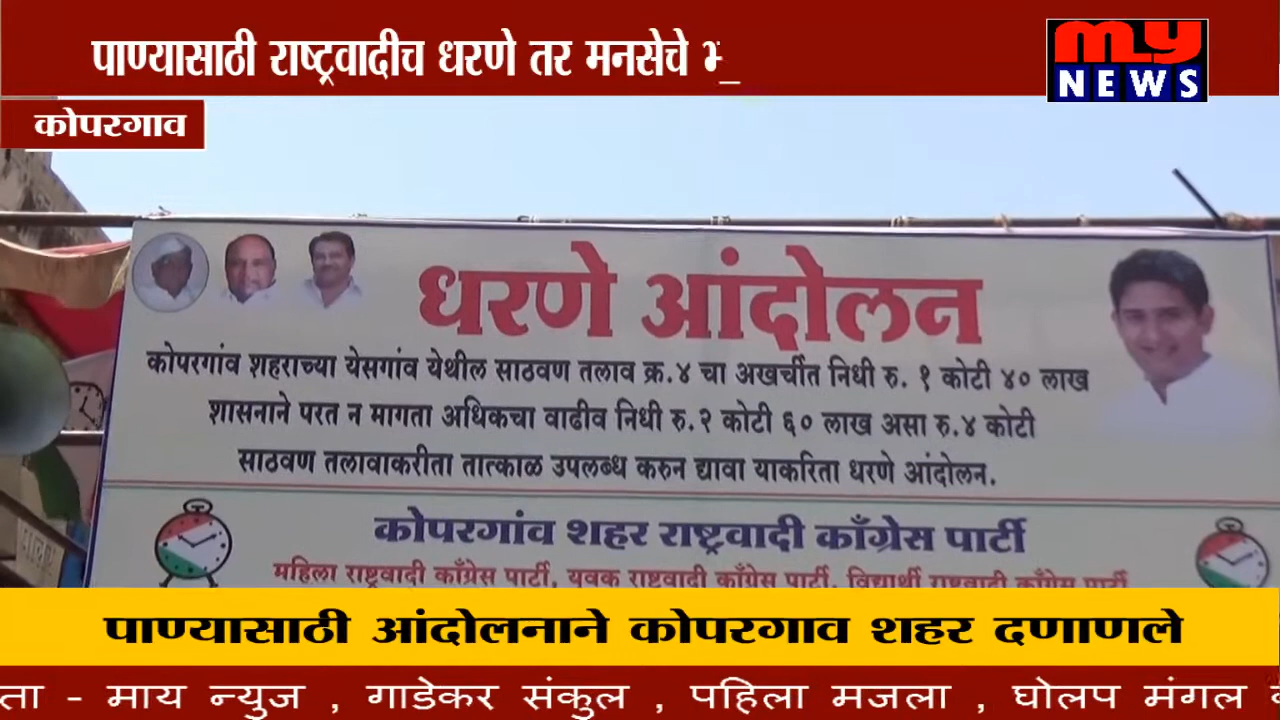 पाण्यासाठी राष्ट्रवादीच धरणे तर मनसेचे
my
NEWS
कोपरगाव
धरणे आंदोलन
कोपरगांव शहराच्या येसगांव येथील साठवण तलाव क्र.४ चा अखर्चीत निधी रु. १ कोटी ४० लाख
शासनाने परत न मागता अधिकचा वाढीव निधी रु.२ कोटी ६० लाख असा रु.४ कोटी
साठवण तलावाकरीता तात्काळ उपलब्ध करुन द्यावा याकरिता धरणे आंदोलन.
कोपरगांव शहर राष्ट्रवादी काँग्रेस पार्टी
महिला राष्ट्रवादी काँग्रेस पार्टी, युवक राष्ट्रवादी काँग्रेस पार्टी, विद्यार्थी राष्ट्रवादी काँग्रेस पार्टी
पाण्यासाठी आंदोलनाने कोपरगाव शहर दणाणले
ता - माय न्युज , गाडेकर संकुल , पहिला मजला , घोलप मंगल